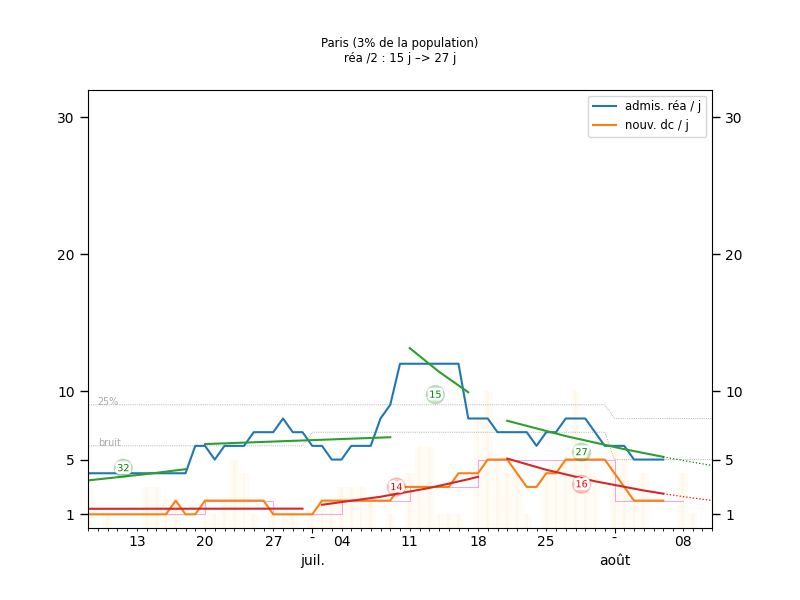 Paris (3% de la population)
réa /2 : 15 j –> 27 j
admis. réa / j
nouv. dc / j
30 30
20 20
10 10
5 5
1 1
25%
bruit
32
15
14
27
16
13 20 27 - 04 11 18 25 - 08
juil. août